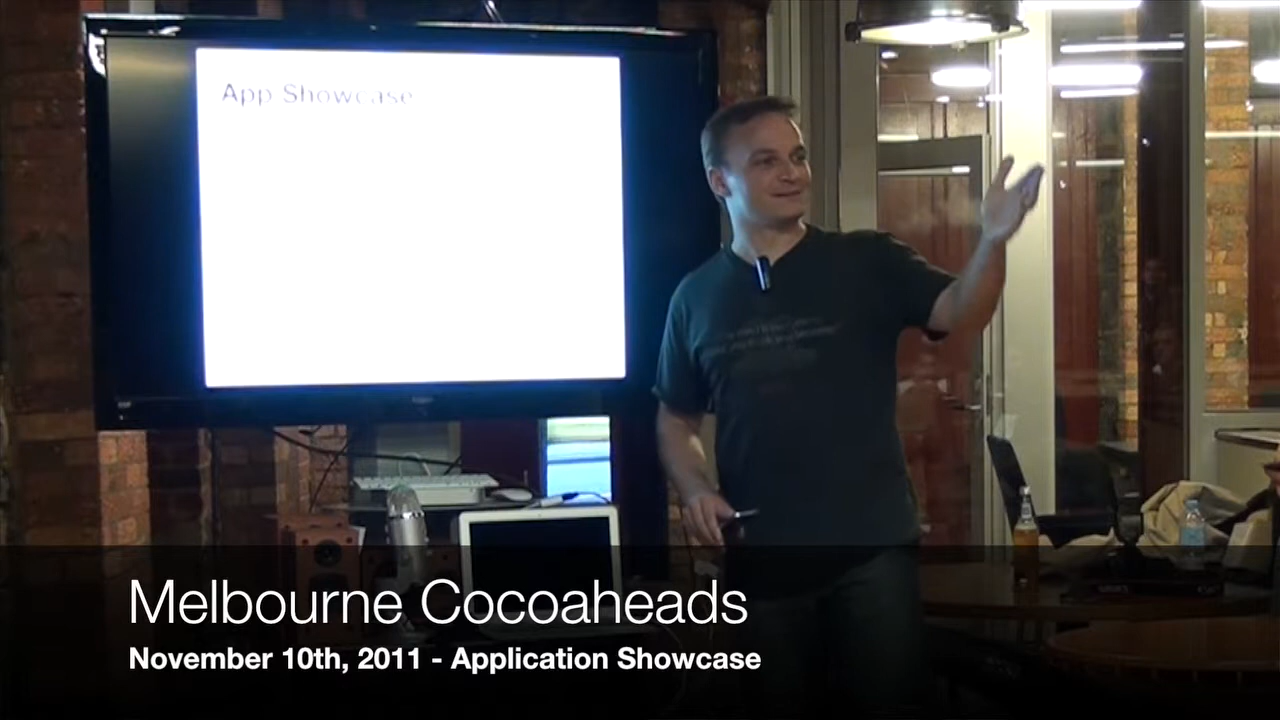 App Showcase
Melbourne Cocoaheads
November 10th, 2011 - Application Showcase